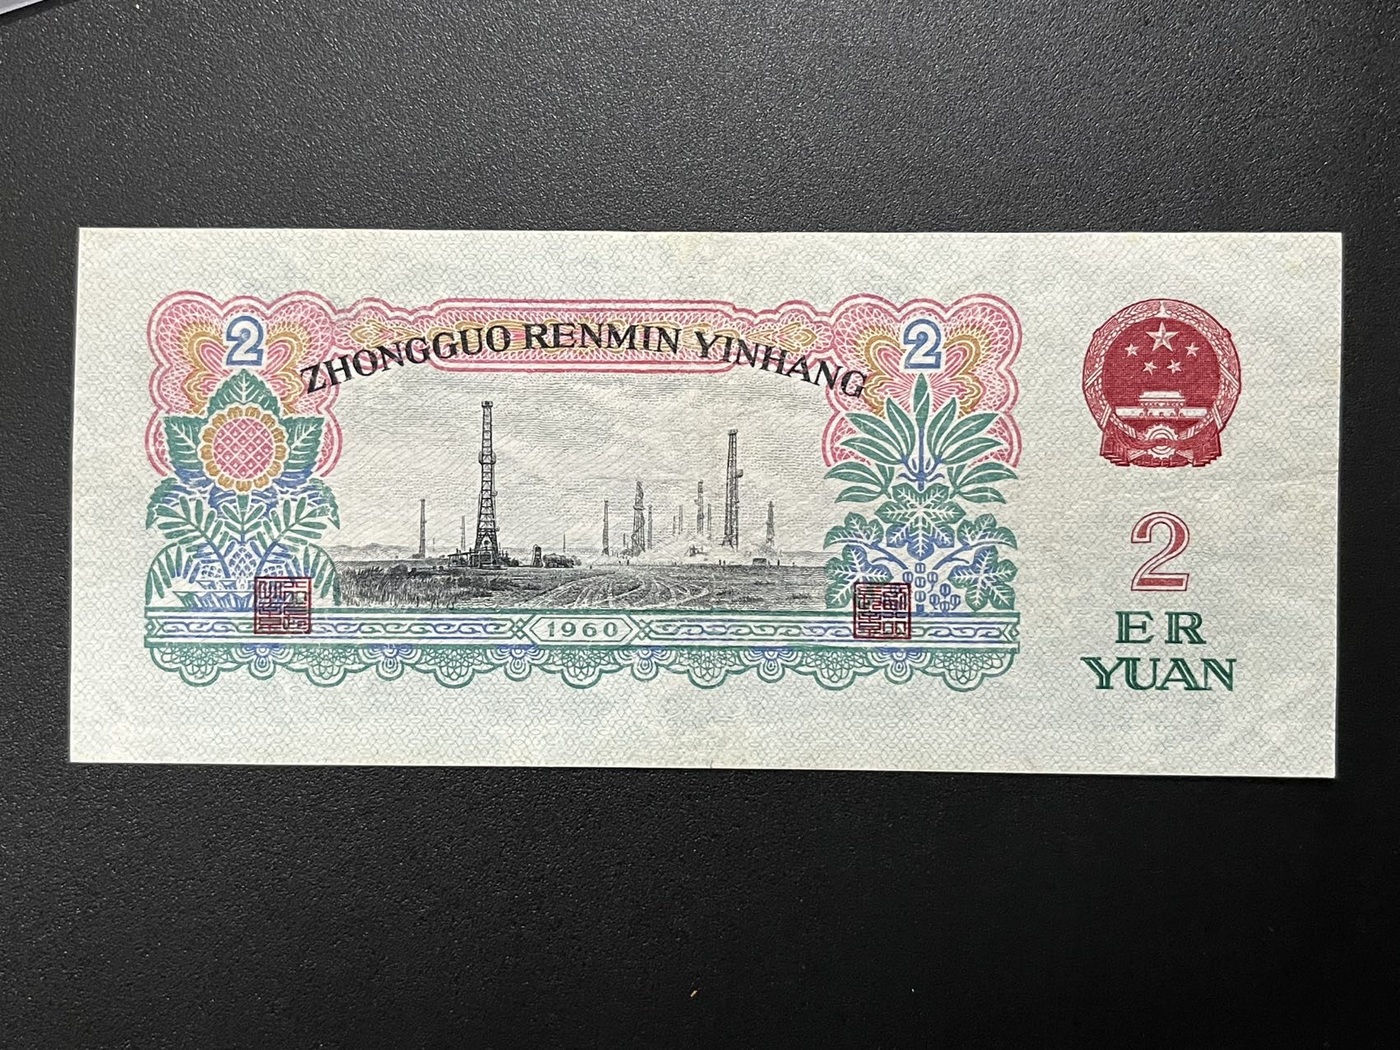 2
2
ZHONGGUO RENMIN YINHANG
1960
2
ER
YUAN